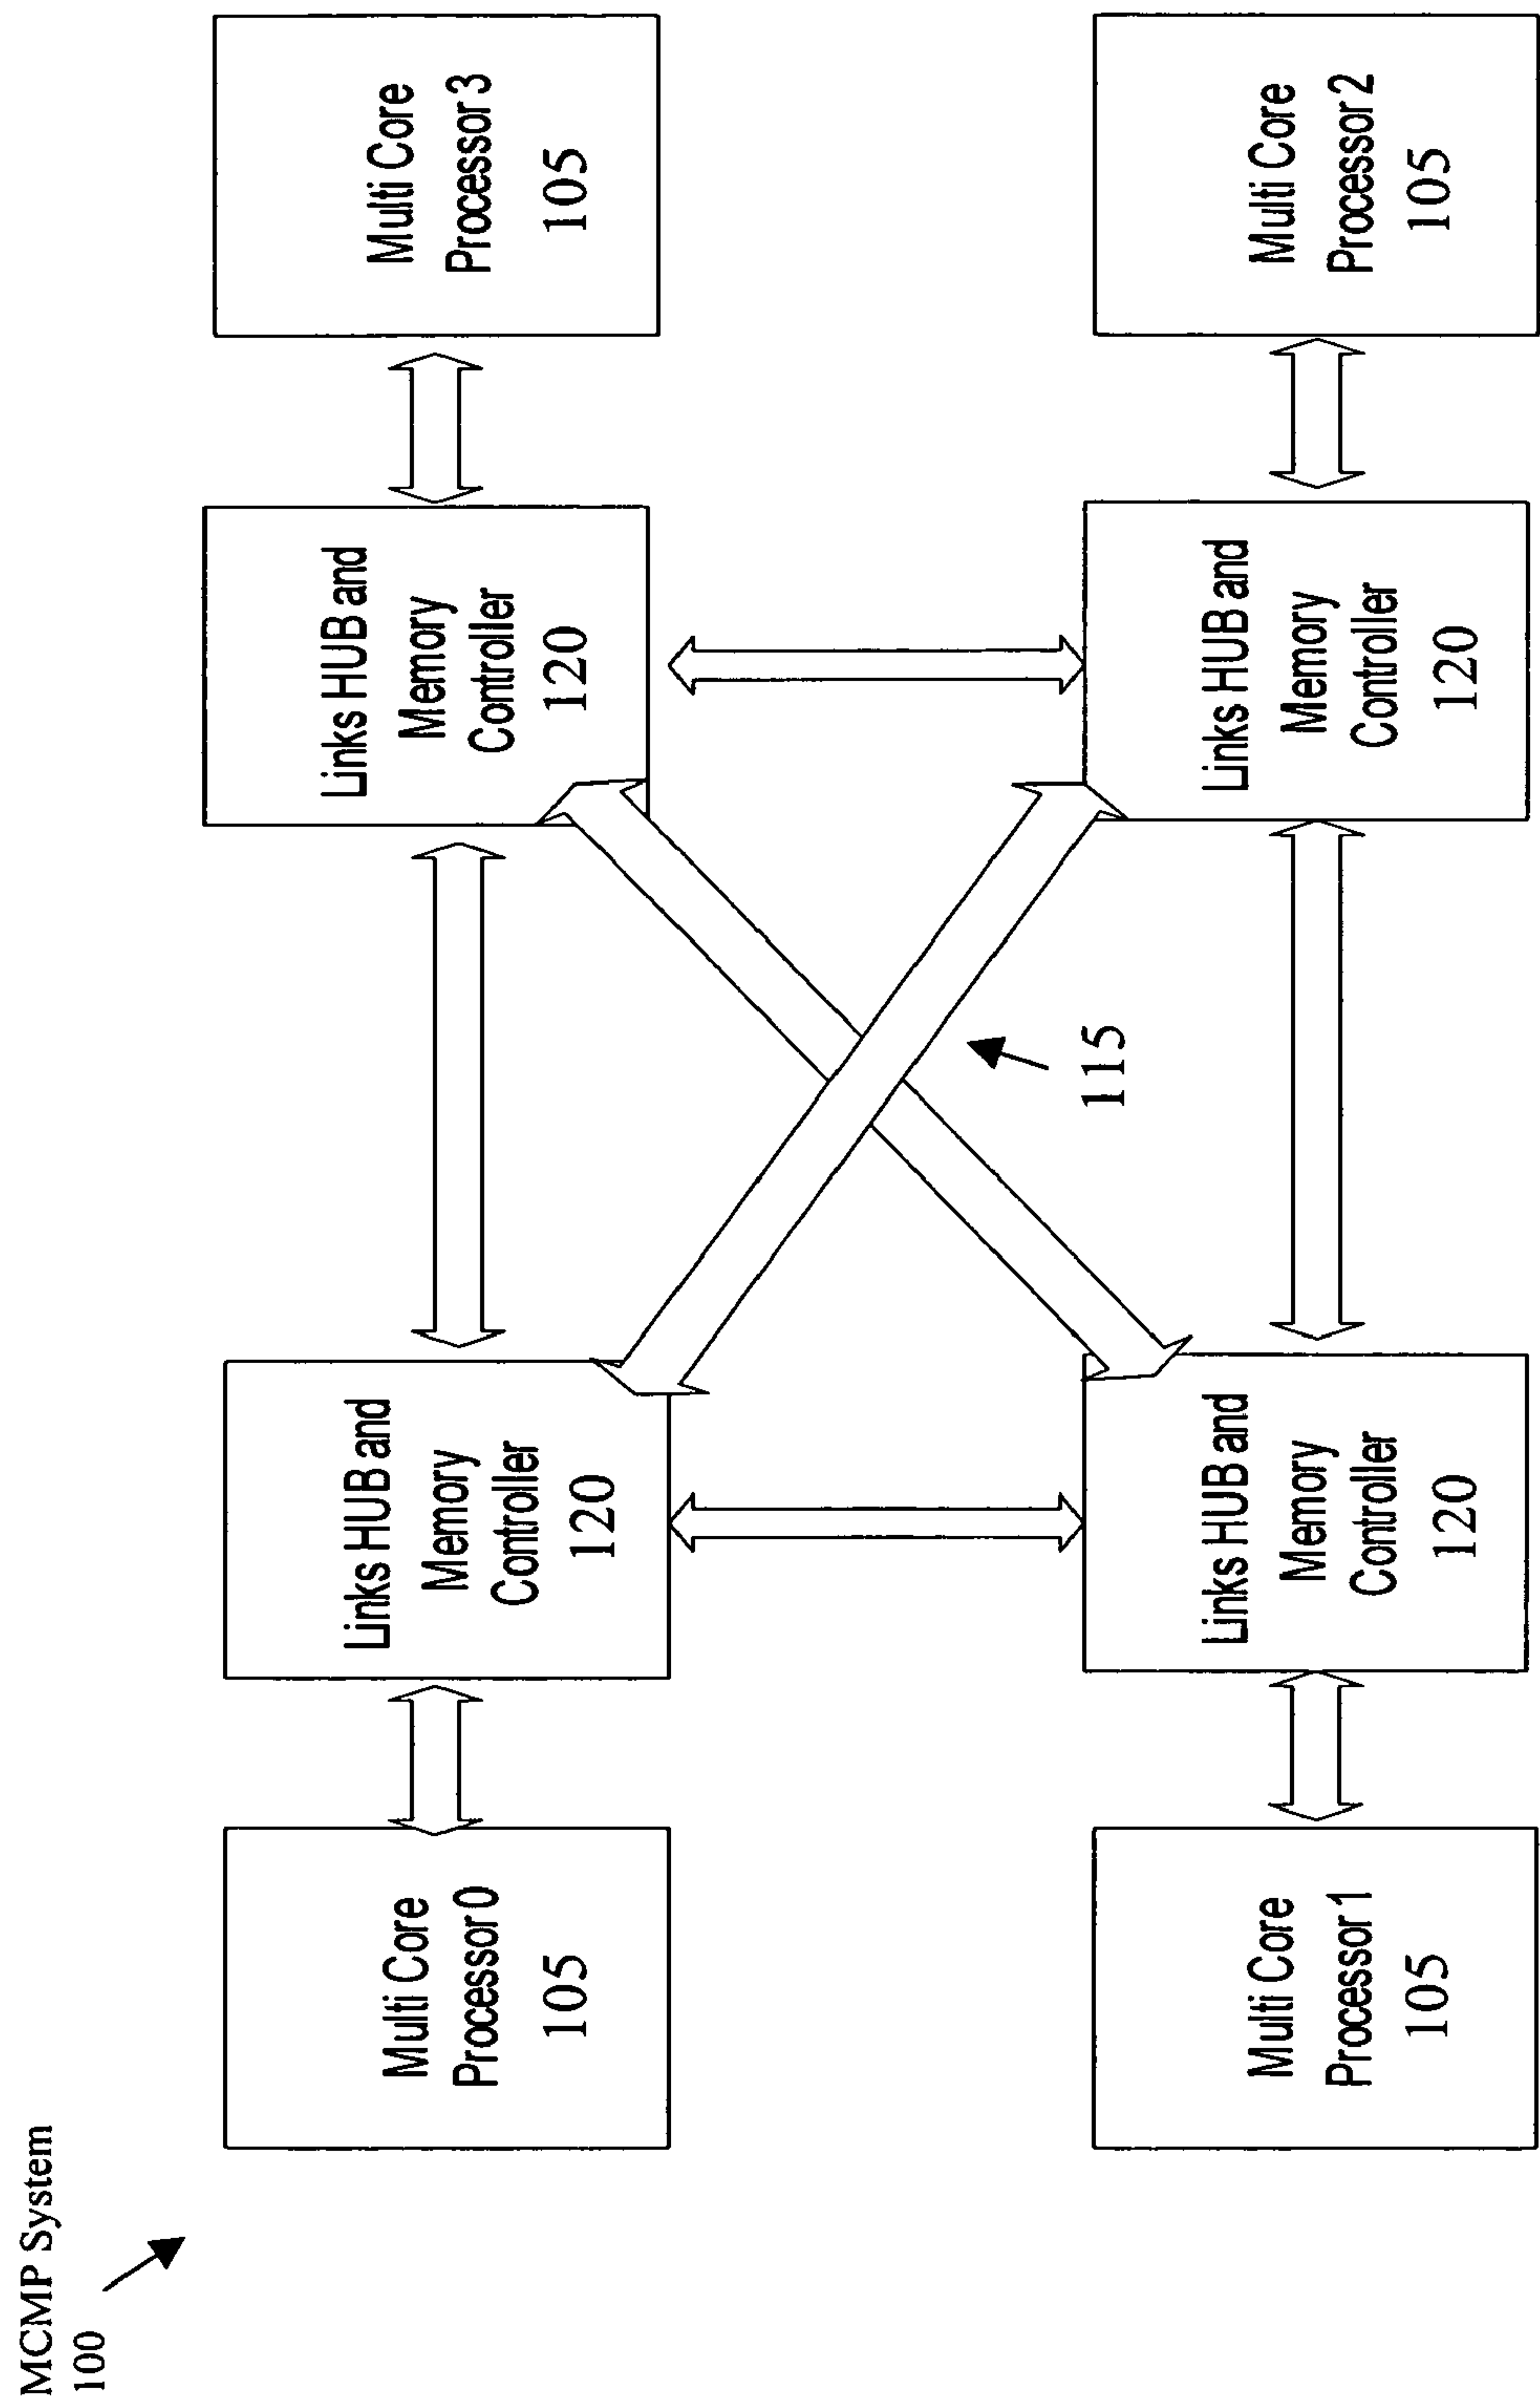 MCMP System
100
Multi Core
Processor 0
105
Links HUB and
Memory
Controller
120
Links HUB and
Memory
Controller
120
Multi Core
Processor 3
105
115
Multi Core
Processor 1
105
Links HUB and
Memory
Controller
120
Links HUB and
Memory
Controller
120
Multi Core
Processor 2
105